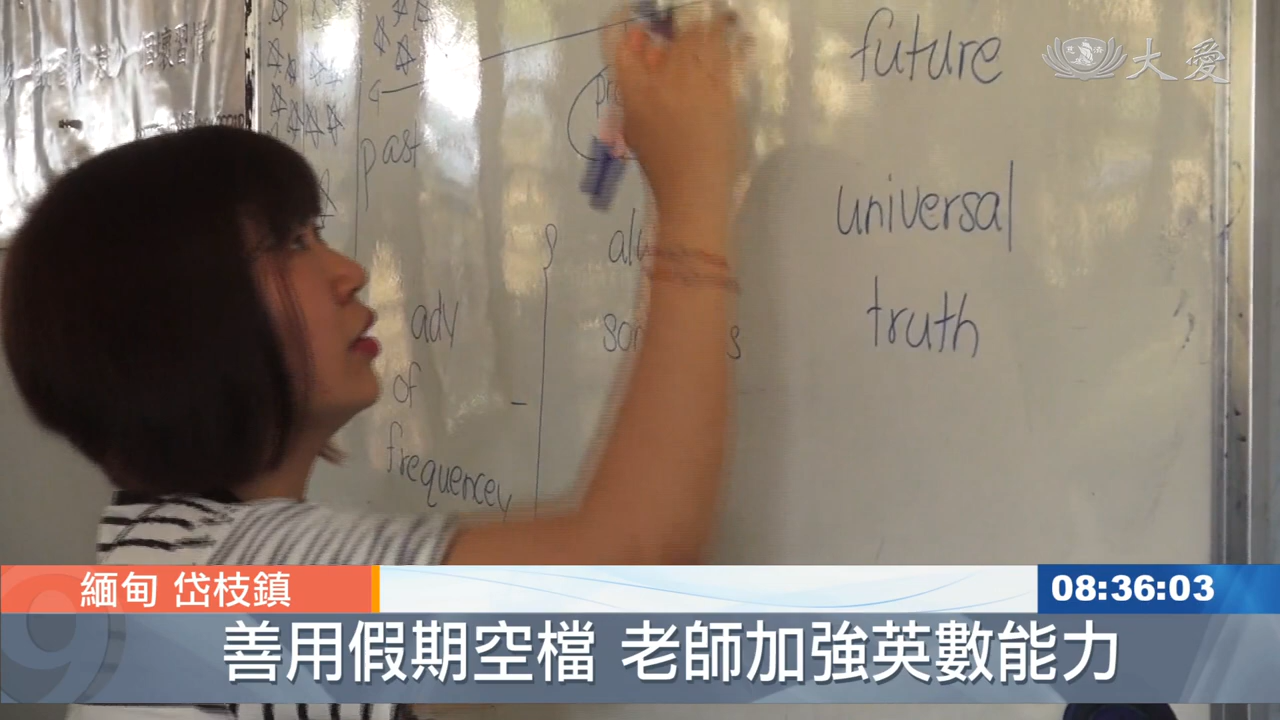 future
大愛
past
universal
truth
adv
of
frequencey
緬甸 岱枝鎮
08:36:03
善用假期空檔 老師加強英數能力